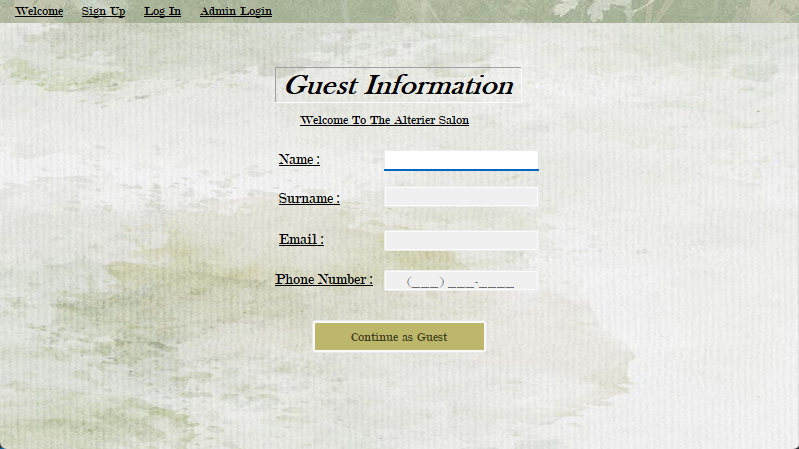 Welcome Sign Up Log In Admin Login
Guest Information
Welcome To The Alterier Salon
Name :
Surname :
Email :
Phone Number : (___) ___-____
Continue as Guest